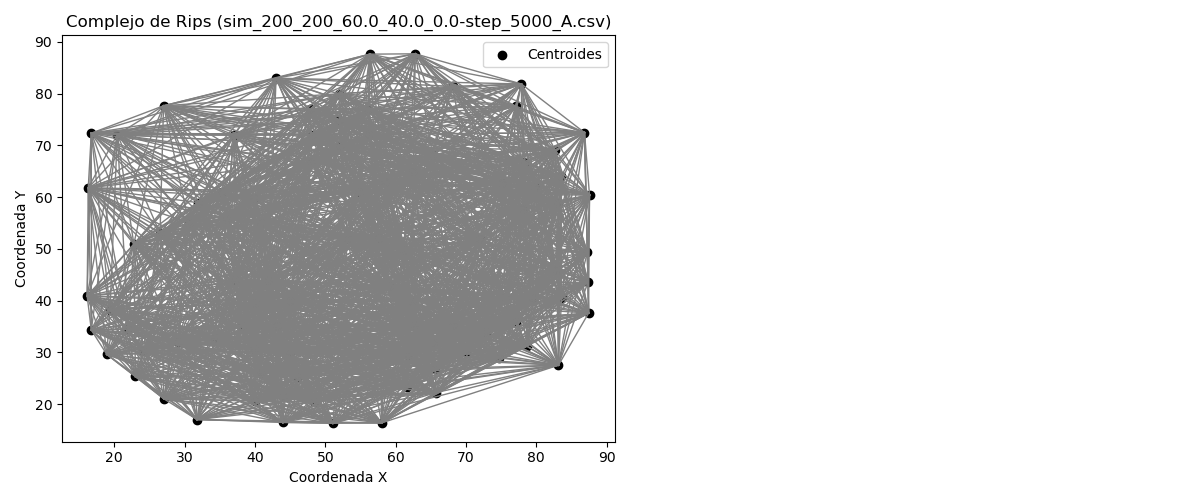 Complejo de Rips (sim_200_200_60.0_40.0_0.0-step_5000_A.csv)
Centroides
90
80
70
60
50
40
30
20
Coordenada Y
20 30 40 50 60 70 80 90
Coordenada X